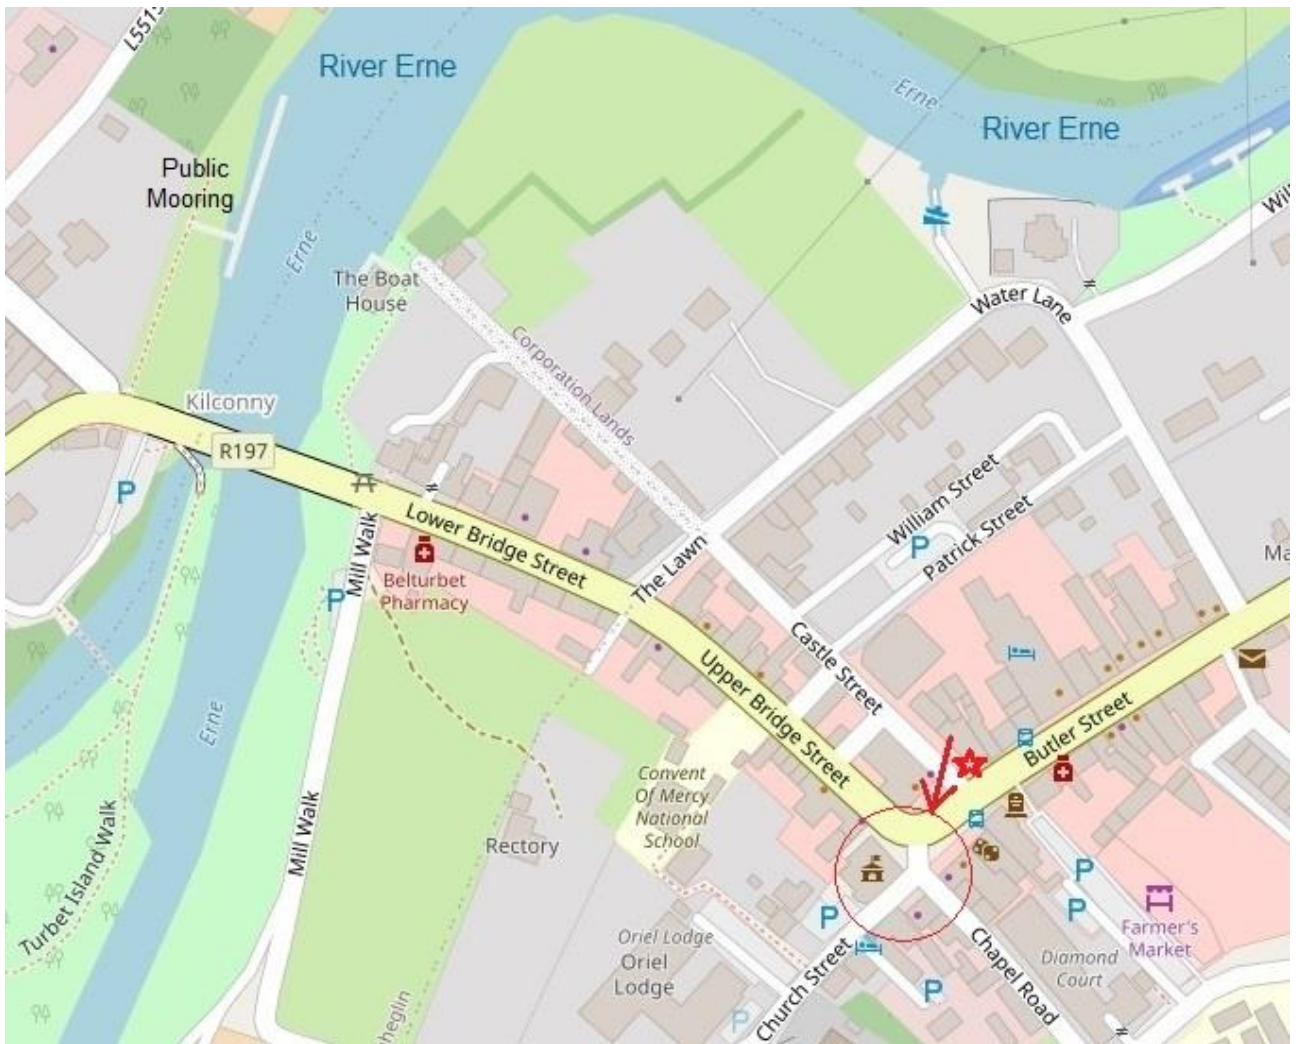 L5515
River Erne
Erne
River Erne
Public
Mooring
Erne
The Boat
House
Water Lane
Corporation Lands
Kilconny
R197
P
William Street
P
Patrick Street
Lower Bridge Street
The Lawn
Mill Walk
Belturbet
Pharmacy
P
Castle Street
Upper Bridge Street
Butler Street
Erne
Convent
Of Mercy
National
School
Rectory
Mill Walk
Turbet Island Walk
P
P
P
Farmer's
Market
Oriel Lodge
Oriel
Lodge
Church Street
Chapel Road
Diamond
Court
P
P